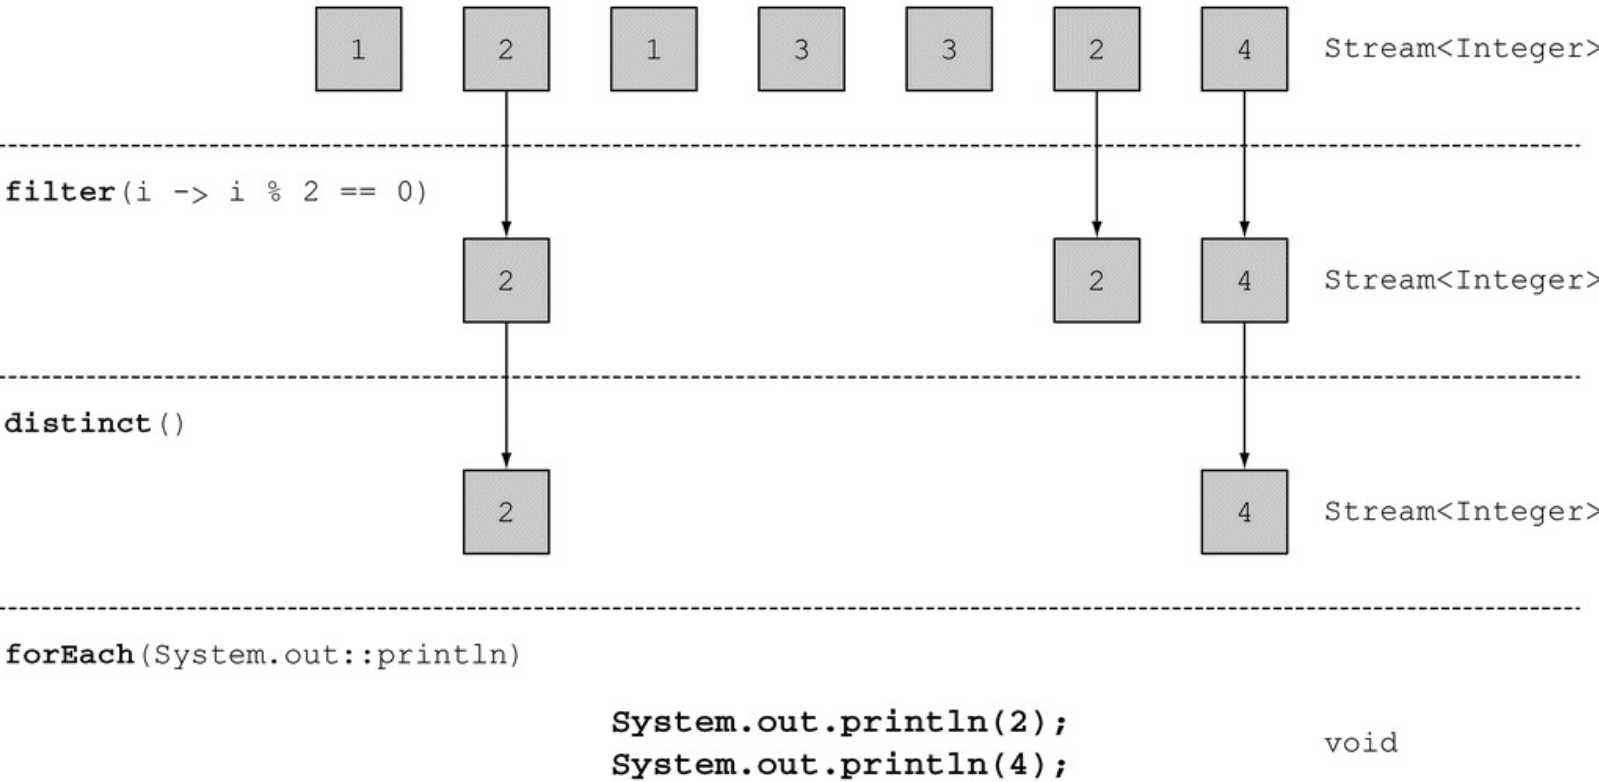 1 2 1 3 3 2 4 Stream<Integer>
filter(i -> i % 2 == 0)
2 2 4 Stream<Integer>
distinct()
2 4 Stream<Integer>
forEach(System.out::println)
System.out.println(2);
void
System.out.println(4);